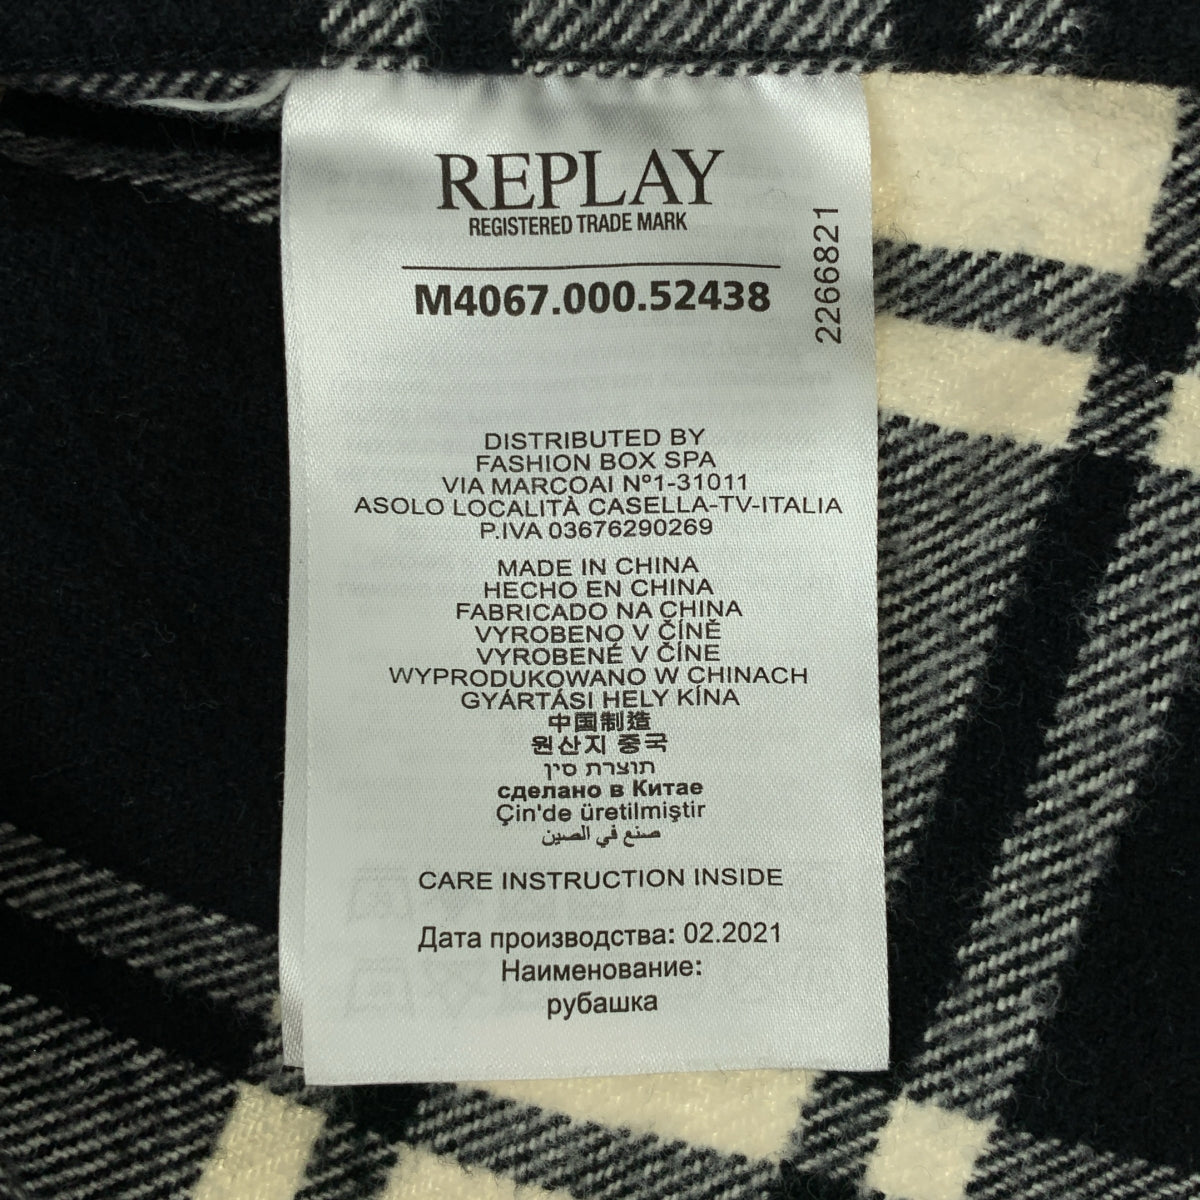 REPLAY
REGISTERED TRADE MARK
M4067.000.52438
2266821
DISTRIBUTED BY
FASHION BOX SPA
VIA MARCOAI Nº1-31011
ASOLO LOCALITÀ CASELLA-TV-ITALIA
P.IVA 03676290269
MADE IN CHINA
HECHO EN CHINA
FABRICADO NA CHINA
VYROBENO V ČÍNĚ
VYROBENÉ V ČÍNE
WYPRODUKOWANO W CHINACH
GYÁRTÁSI HELY KÍNA
中国制造
원산지 중국
תוצרת סין
сделано в Китае
Çin'de üretilmiştir
صنع في الصين
CARE INSTRUCTION INSIDE
Дата производства: 02.2021
Наименование:
рубашка